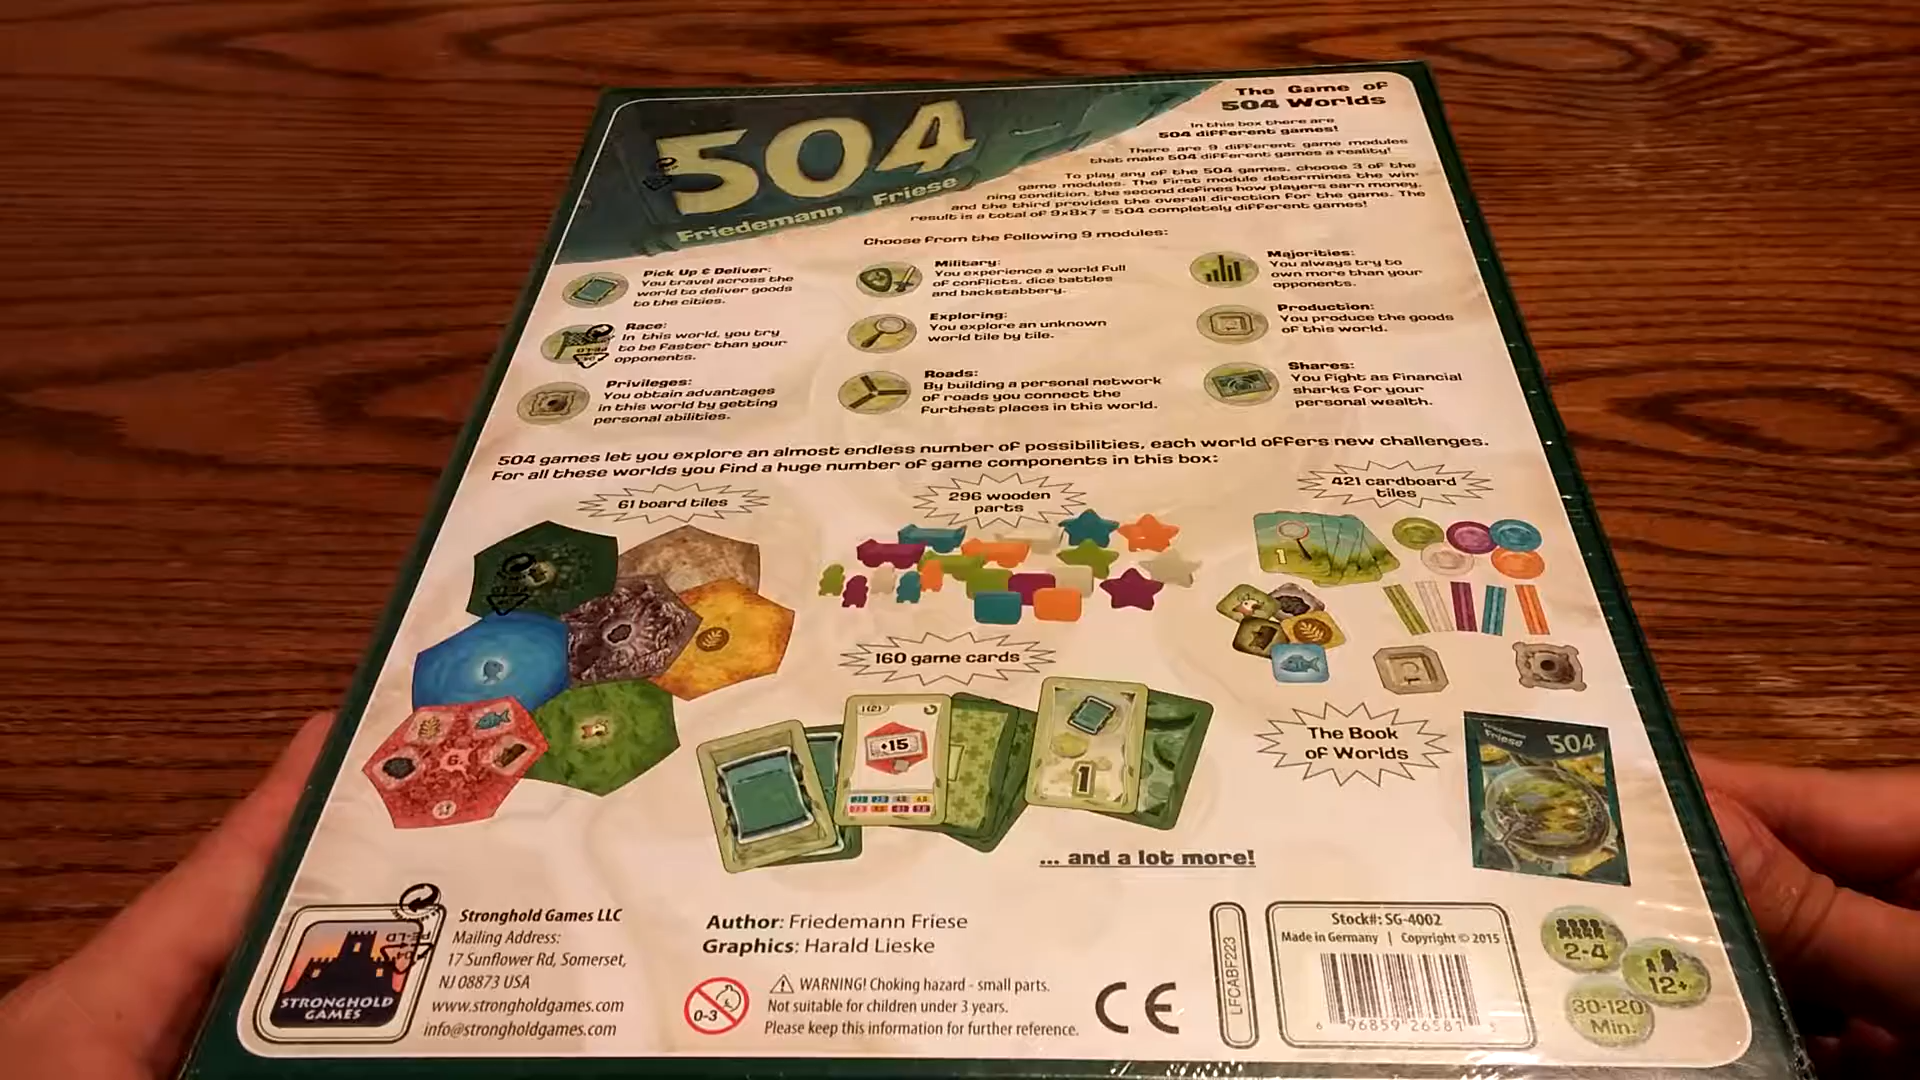 504
Friedemann Friese
The Game of
504 Worlds
In this box there are
504 different games!
There are 9 different game modules
that make 504 different games a reality!
To play any of the 504 games, choose 3 of the
game modules. The first module determines the win-
ning condition, the second defines how players earn money,
and the third provides the overall direction for the game. The
result is a total of 9x8x7 = 504 completely different games!
Choose from the following 9 modules:
Pick Up & Deliver:
You travel across the
world to deliver goods
to the cities.
Military:
You experience a world full
of conflicts, dice battles
and backstabbery.
Majorities:
You always try to
own more than your
opponents.
Race:
In this world, you try
to be faster than your
opponents.
Exploring:
You explore an unknown
world tile by tile.
Production:
You produce the goods
of this world.
Privileges:
You obtain advantages
in this world by getting
personal abilities.
Roads:
By building a personal network
of roads you connect the
furthest places in this world.
Shares:
You fight as financial
sharks for your
personal wealth.
504 games let you explore an almost endless number of possibilities, each world offers new challenges.
For all these worlds you find a huge number of game components in this box:
61 board tiles
296 wooden
parts
421 cardboard
tiles
1
160 game cards
1(2)
+15
1
6
The Book
of Worlds
Friedemann
Friese 504
... and a lot more!
STRONGHOLD
GAMES
PE-LD
04
Stronghold Games LLC
Mailing Address:
17 Sunflower Rd, Somerset,
NJ 08873 USA
www.strongholdgames.com
info@strongholdgames.com
Author: Friedemann Friese
Graphics: Harald Lieske
0-3
WARNING! Choking hazard - small parts.
Not suitable for children under 3 years.
Please keep this information for further reference.
CE
LFCABF223
Stock#: SG-4002
Made in Germany | Copyright © 2015
6 96859 26581 5
2-4
12+
30-120
Min.